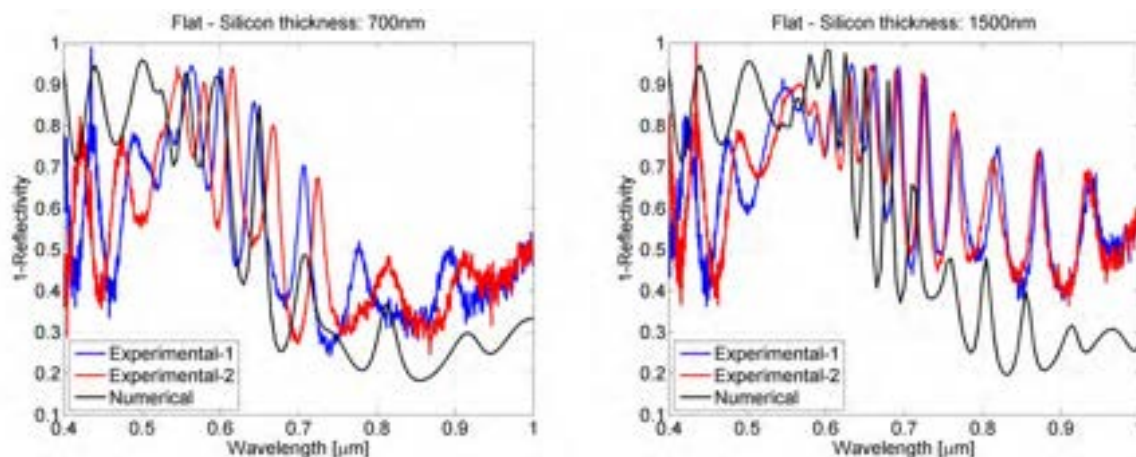 Flat - Silicon thickness: 700nm
1-Reflectivity
1
0.9
0.8
0.7
0.6
0.5
0.4
0.3
0.2
0.1
Experimental-1
Experimental-2
Numerical
0.4 0.5 0.6 0.7 0.8 0.9 1
Wavelength [μm]
Flat - Silicon thickness: 1500nm
1-Reflectivity
1
0.9
0.8
0.7
0.6
0.5
0.4
0.3
0.2
0.1
Experimental-1
Experimental-2
Numerical
0.4 0.5 0.6 0.7 0.8 0.9 1
Wavelength [μm]